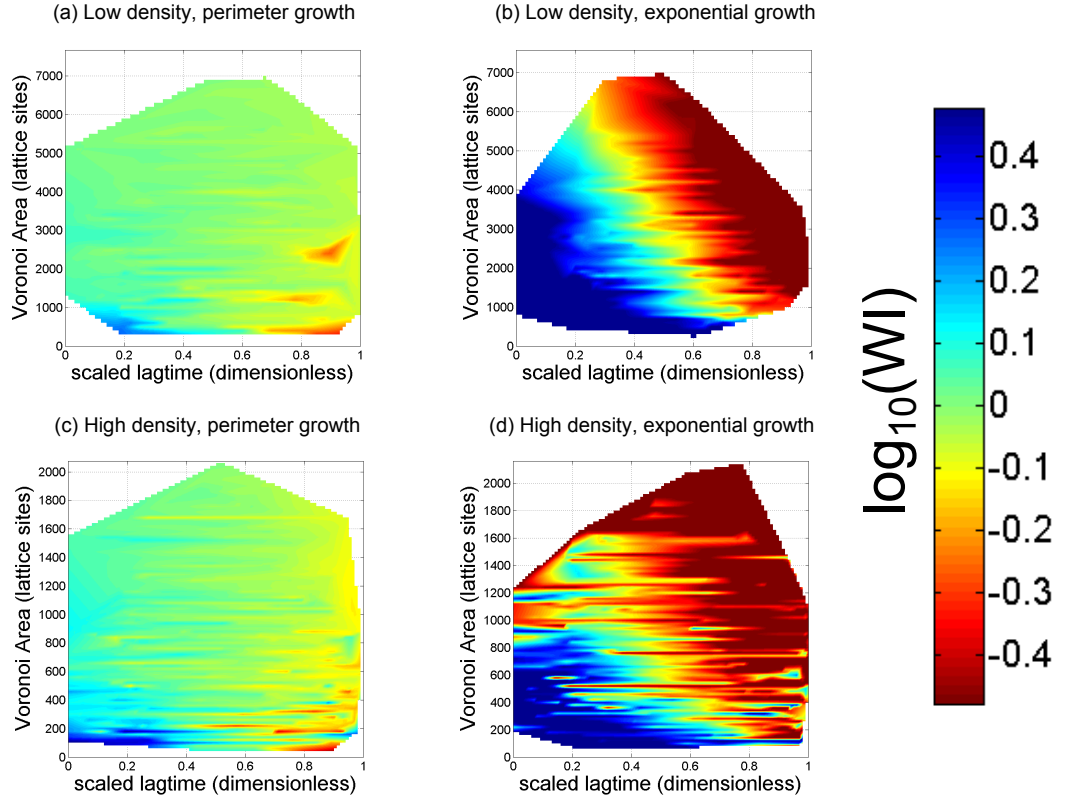 (a) Low density, perimeter growth
(b) Low density, exponential growth
Voronoi Area (lattice sites)
7000
6000
5000
4000
3000
2000
1000
0
0 0.2 0.4 0.6 0.8 1
scaled lagtime (dimensionless)
Voronoi Area (lattice sites)
7000
6000
5000
4000
3000
2000
1000
0
0 0.2 0.4 0.6 0.8 1
scaled lagtime (dimensionless)
(c) High density, perimeter growth
(d) High density, exponential growth
Voronoi Area (lattice sites)
2000
1800
1600
1400
1200
1000
800
600
400
200
0
0 0.2 0.4 0.6 0.8 1
scaled lagtime (dimensionless)
Voronoi Area (lattice sites)
2000
1800
1600
1400
1200
1000
800
600
400
200
0
0 0.2 0.4 0.6 0.8 1
scaled lagtime (dimensionless)
log₁₀(WI)
0.4
0.3
0.2
0.1
0
-0.1
-0.2
-0.3
-0.4